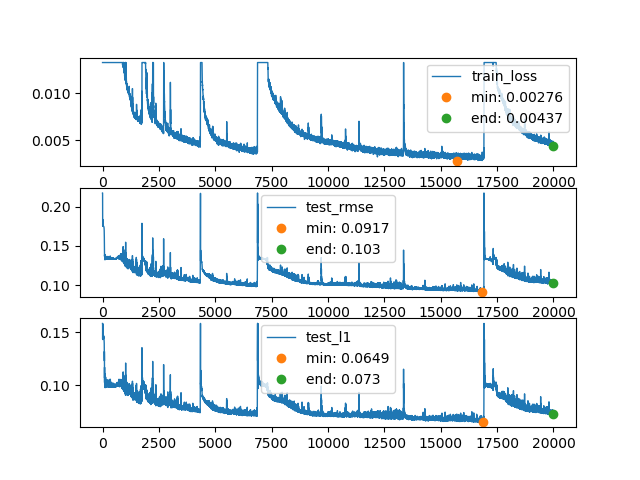 0.010
0.005
train_loss
min: 0.00276
end: 0.00437
0 2500 5000 7500 10000 12500 15000 17500 20000
0.20
0.15
0.10
test_rmse
min: 0.0917
end: 0.103
0 2500 5000 7500 10000 12500 15000 17500 20000
0.15
0.10
test_l1
min: 0.0649
end: 0.073
0 2500 5000 7500 10000 12500 15000 17500 20000